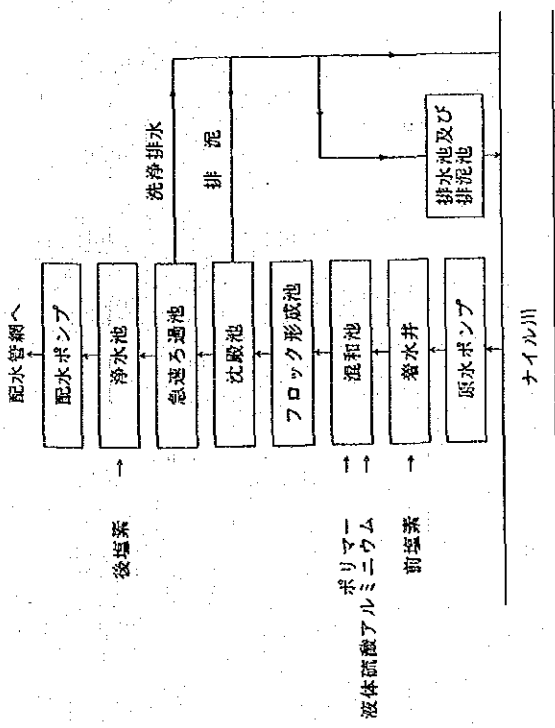 配水管網へ
配水ポンプ
後塩素
浄水池
急速ろ過池
洗浄排水
沈殿池
排泥
フロック形成池
ポリマー
液体硫酸アルミニウム
混和池
前塩素
着水井
原水ポンプ
排水池及び
排泥池
ナイル川